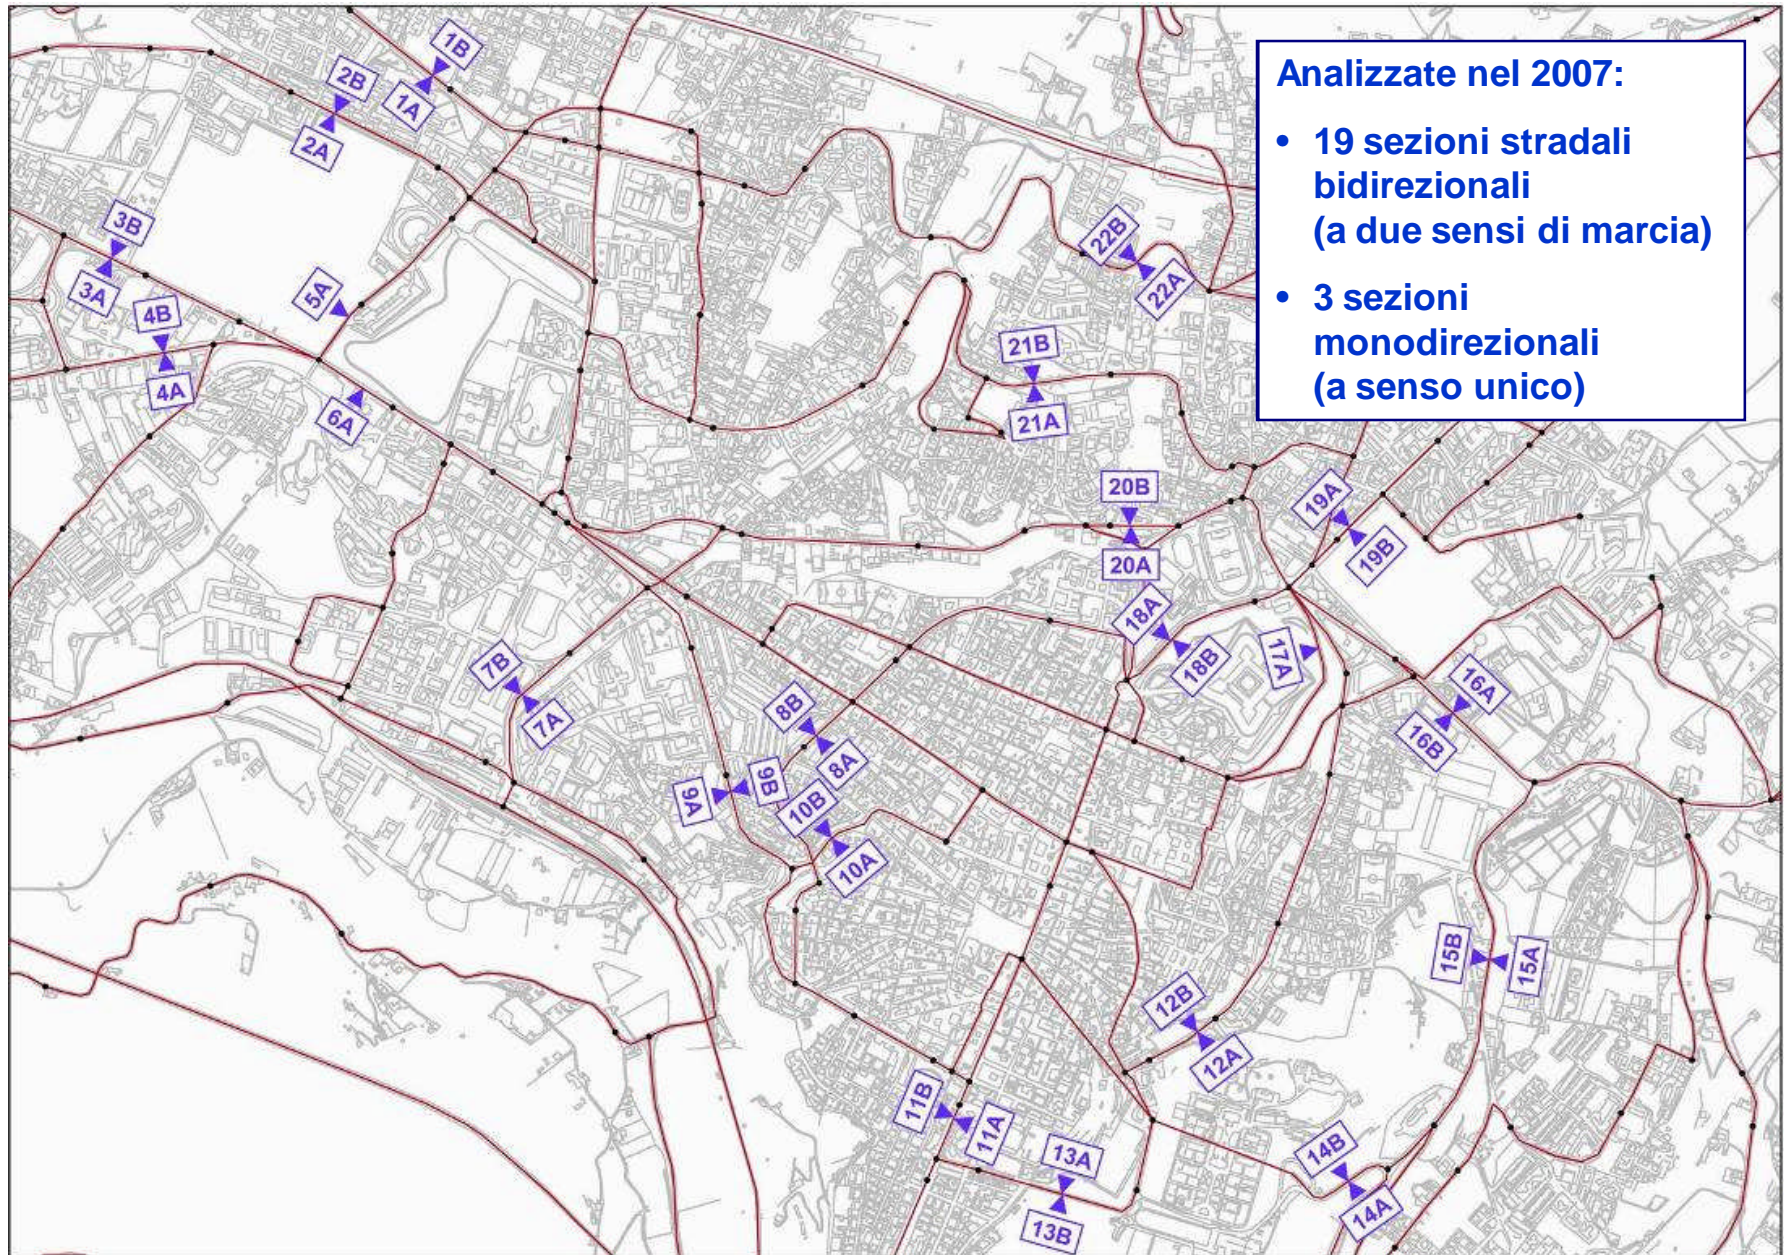 Analizzate nel 2007:
• 19 sezioni stradali
bidirezionali
(a due sensi di marcia)
• 3 sezioni
monodirezionali
(a senso unico)
1B
1A
2B
2A
3B
3A
4B
4A
5A
6A
22B
22A
21B
21A
20B
20A
19A
19B
18A
18B
17A
7B
7A
8B
8A
9A
9B
10B
10A
16A
16B
15B
15A
12B
12A
11B
11A
13A
13B
14B
14A